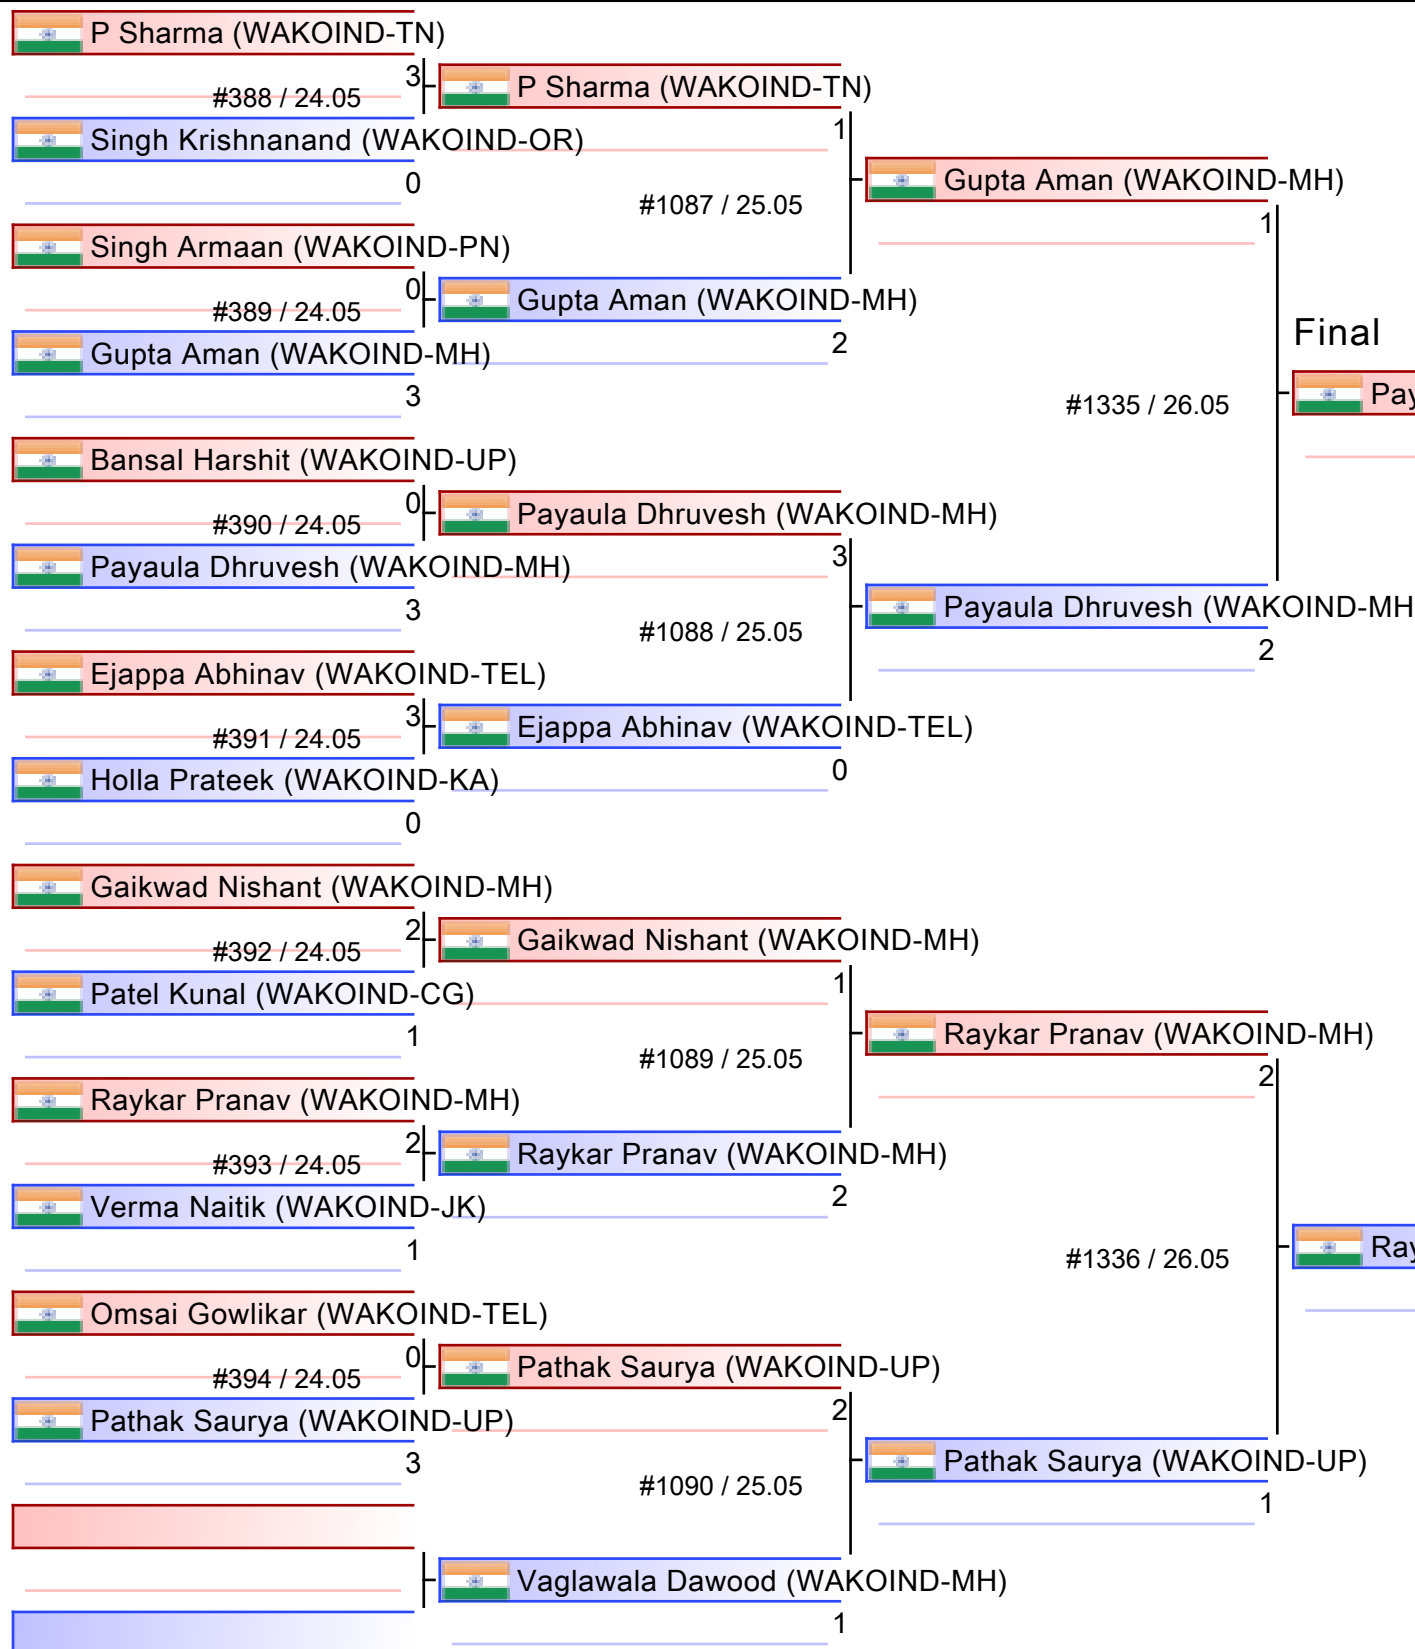 P Sharma (WAKOIND-TN)
3
#388 / 24.05
Singh Krishnanand (WAKOIND-OR)
0
Singh Armaan (WAKOIND-PN)
0
#389 / 24.05
Gupta Aman (WAKOIND-MH)
3
Bansal Harshit (WAKOIND-UP)
0
#390 / 24.05
Payaula Dhruvesh (WAKOIND-MH)
3
Ejappa Abhinav (WAKOIND-TEL)
3
#391 / 24.05
Holla Prateek (WAKOIND-KA)
0
Gaikwad Nishant (WAKOIND-MH)
2
#392 / 24.05
Patel Kunal (WAKOIND-CG)
1
Raykar Pranav (WAKOIND-MH)
2
#393 / 24.05
Verma Naitik (WAKOIND-JK)
1
Omsai Gowlikar (WAKOIND-TEL)
0
#394 / 24.05
Pathak Saurya (WAKOIND-UP)
3
P Sharma (WAKOIND-TN)
1
#1087 / 25.05
Gupta Aman (WAKOIND-MH)
2
Payaula Dhruvesh (WAKOIND-MH)
3
#1088 / 25.05
Ejappa Abhinav (WAKOIND-TEL)
0
Gaikwad Nishant (WAKOIND-MH)
1
#1089 / 25.05
Raykar Pranav (WAKOIND-MH)
2
Pathak Saurya (WAKOIND-UP)
2
#1090 / 25.05
Vaglawala Dawood (WAKOIND-MH)
1
Gupta Aman (WAKOIND-MH)
1
#1335 / 26.05
Payaula Dhruvesh (WAKOIND-MH
2
Raykar Pranav (WAKOIND-MH)
2
#1336 / 26.05
Pathak Saurya (WAKOIND-UP)
1
Final
Pay
Ray